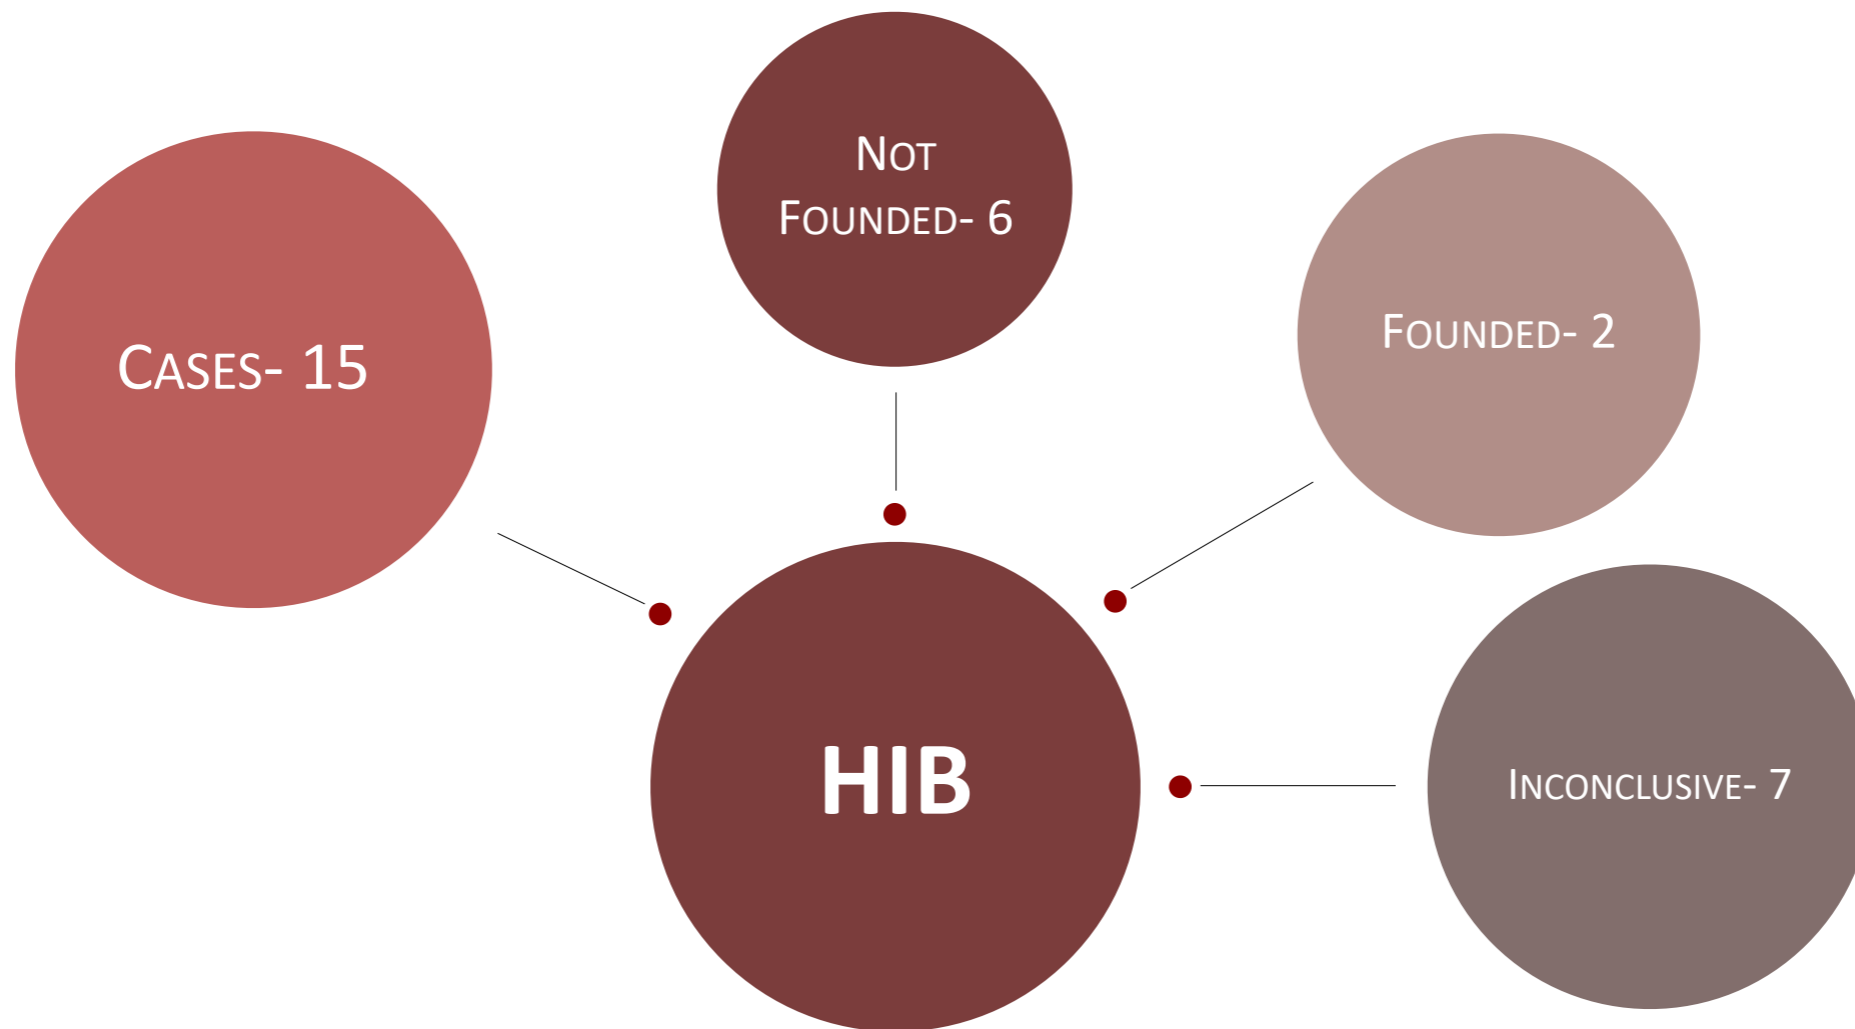 Not
Founded- 6
Cases- 15
Founded- 2
HIB
Inconclusive- 7